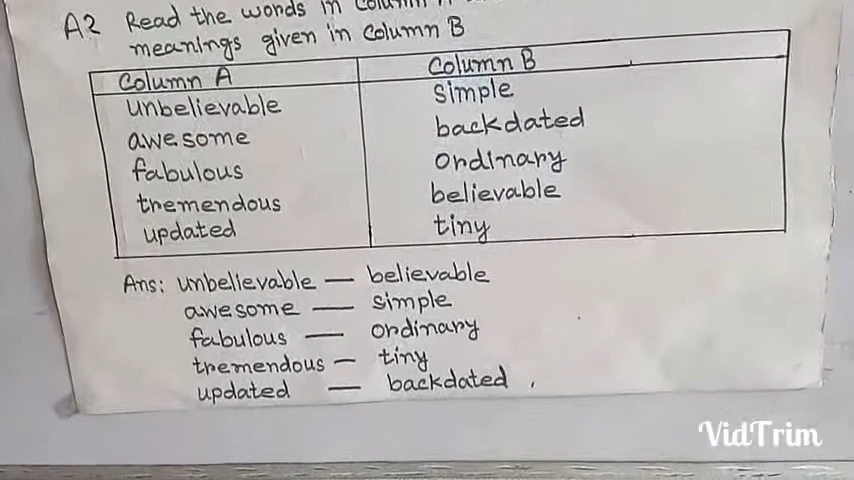 A2 Read the words in Column A
meanings given in Column B
Column A Column B
unbelievable simple
awesome backdated
fabulous ordinary
tremendous believable
updated tiny
Ans: unbelievable — believable
awesome — simple
fabulous — ordinary
tremendous — tiny
updated — backdated .
VidTrim